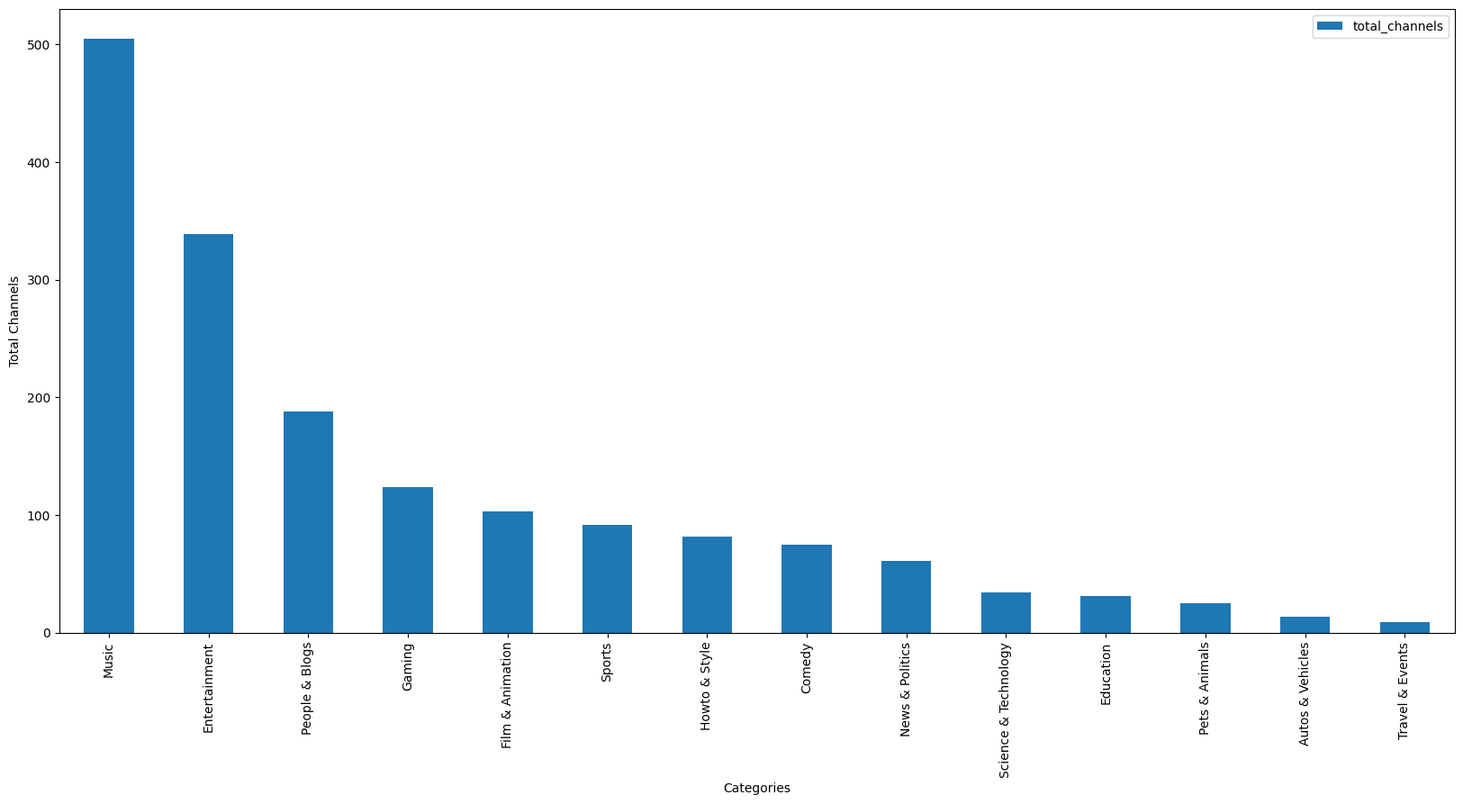 total_channels
500
400
300
200
100
0
Total Channels
Music
Entertainment
People & Blogs
Gaming
Film & Animation
Sports
Howto & Style
Comedy
News & Politics
Science & Technology
Education
Pets & Animals
Autos & Vehicles
Travel & Events
Categories